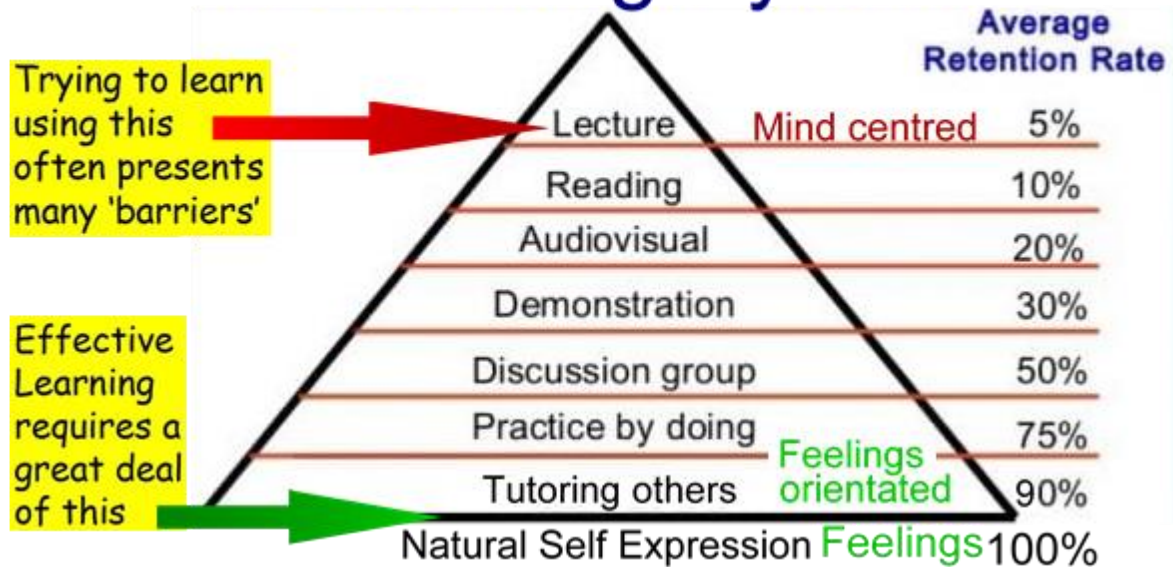 Average
Retention Rate
Trying to learn
using this
often presents
many 'barriers'
Lecture Mind centred 5%
Reading 10%
Audiovisual 20%
Demonstration 30%
Effective
Learning
requires a
great deal
of this
Discussion group 50%
Practice by doing 75%
Feelings
orientated
Tutoring others 90%
Natural Self Expression Feelings 100%